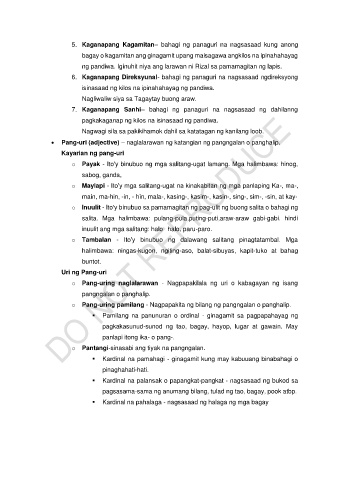 5. Kaganapang Kagamitan– bahagi ng panaguri na nagsasaad kung anong
bagay o kagamitan ang ginagamit upang maisagawa angkilos na ipinahahayag
ng pandiwa. Iginuhit niya ang larawan ni Rizal sa pamamagitan ng lapis.
6. Kaganapang Direksyunal- bahagi ng panaguri na nagsasaad ngdireksyong
isinasaad ng kilos na ipinahahayag ng pandiwa.
Nagliwaliw siya sa Tagaytay buong araw.
7. Kaganapang Sanhi– bahagi ng panaguri na nagsasaad ng dahilanng
pagkakaganap ng kilos na isinasaad ng pandiwa.
Nagwagi sila sa pakikihamok dahil sa katatagan ng kanilang loob.
• Pang-uri (adjective) – naglalarawan ng katangian ng pangngalan o panghalip.
Kayarian ng pang-uri
o Payak - Ito'y binubuo ng mga salitang-ugat lamang. Mga halimbawa: hinog,
sabog, ganda,
o Maylapi - Ito'y mga salitang-ugat na kinakabitan ng mga panlaping Ka-, ma-,
main, ma-hin, -in, - hin, mala-, kasing-, kasim-, kasin-, sing-, sim-, -sin, at kay-
o Inuulit - Ito'y binubuo sa pamamagitan ng pag-ulit ng buong salita o bahagi ng
salita. Mga halimbawa: pulang-pula,puting-puti,araw-araw gabi-gabi hindi
inuulit ang mga salitang: halo- halo, paru-paro.
o Tambalan - Ito'y binubuo ng dalawang salitang pinagtatambal. Mga
halimbawa: ningas-kugon, ngiting-aso, balat-sibuyas, kapit-tuko at bahag
buntot.
Uri ng Pang-uri
o Pang-uring naglalarawan - Nagpapakilala ng uri o kabagayan ng isang
pangngalan o panghalip.
o Pang-uring pamilang - Nagpapakita ng bilang ng pangngalan o panghalip.
▪ Pamilang na panunuran o ordinal - ginagamit sa pagpapahayag ng
pagkakasunud-sunod ng tao, bagay, hayop, lugar at gawain. May
panlapi itong ika- o pang-.
o Pantangi-sinasabi ang tiyak na pangngalan.
▪ Kardinal na pamahagi - ginagamit kung may kabuuang binabahagi o
pinaghahati-hati.
▪ Kardinal na palansak o papangkat-pangkat - nagsasaad ng bukod sa
pagsasama-sama ng anumang bilang, tulad ng tao, bagay, pook atbp.
▪ Kardinal na pahalaga - nagsasaad ng halaga ng mga bagay
DO NOT REPRODUCE